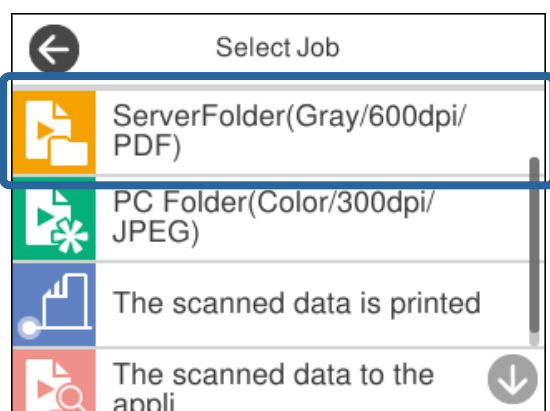 Select Job
ServerFolder(Gray/600dpi/
PDF)
PC Folder(Color/300dpi/
JPEG)
The scanned data is printed
The scanned data to the
appli